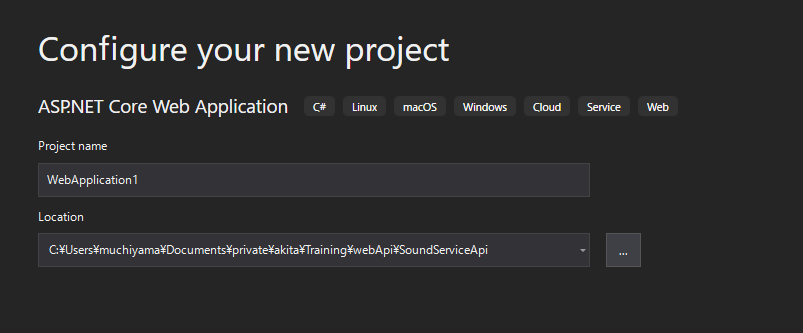 Configure your new project
ASP.NET Core Web Application C# Linux macOS Windows Cloud Service Web
Project name
WebApplication1
Location
C:¥Users¥muchiyama¥Documents¥private¥akita¥Training¥webApi¥SoundServiceApi ...